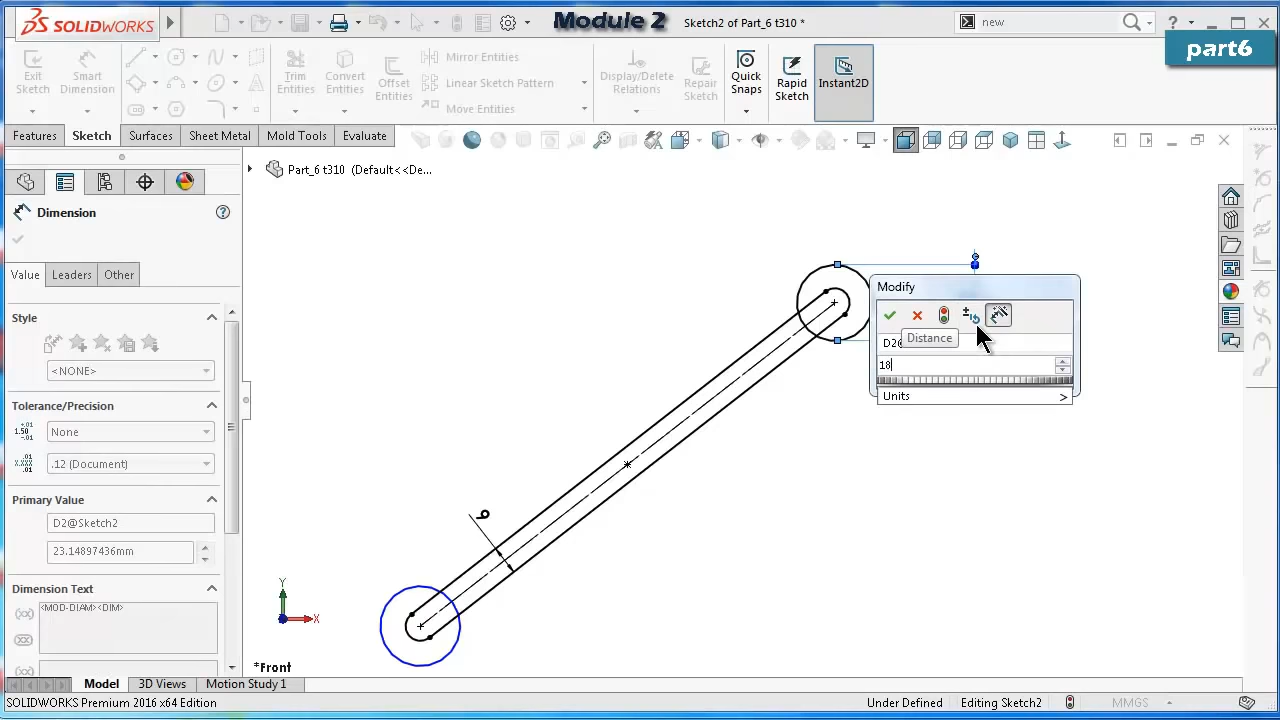 SOLIDWORKS
Module 2
Sketch2 of Part_6 t310 *
new
part6
Exit Sketch
Smart Dimension
Trim Entities
Convert Entities
Offset Entities
Mirror Entities
Linear Sketch Pattern
Move Entities
Display/Delete Relations
Repair Sketch
Quick Snaps
Rapid Sketch
Instant2D
Features
Sketch
Surfaces
Sheet Metal
Mold Tools
Evaluate
Part_6 t310 (Default<<De...
Dimension
Value
Leaders
Other
Style
<NONE>
Tolerance/Precision
None
.12 (Document)
Primary Value
D2@Sketch2
23.14897436mm
Dimension Text
<MOD-DIAM><DIM>
Modify
Distance
D2@
18
Units
Y
X
*Front
Model
3D Views
Motion Study 1
SOLIDWORKS Premium 2016 x64 Edition
Under Defined
Editing Sketch2
MMGS